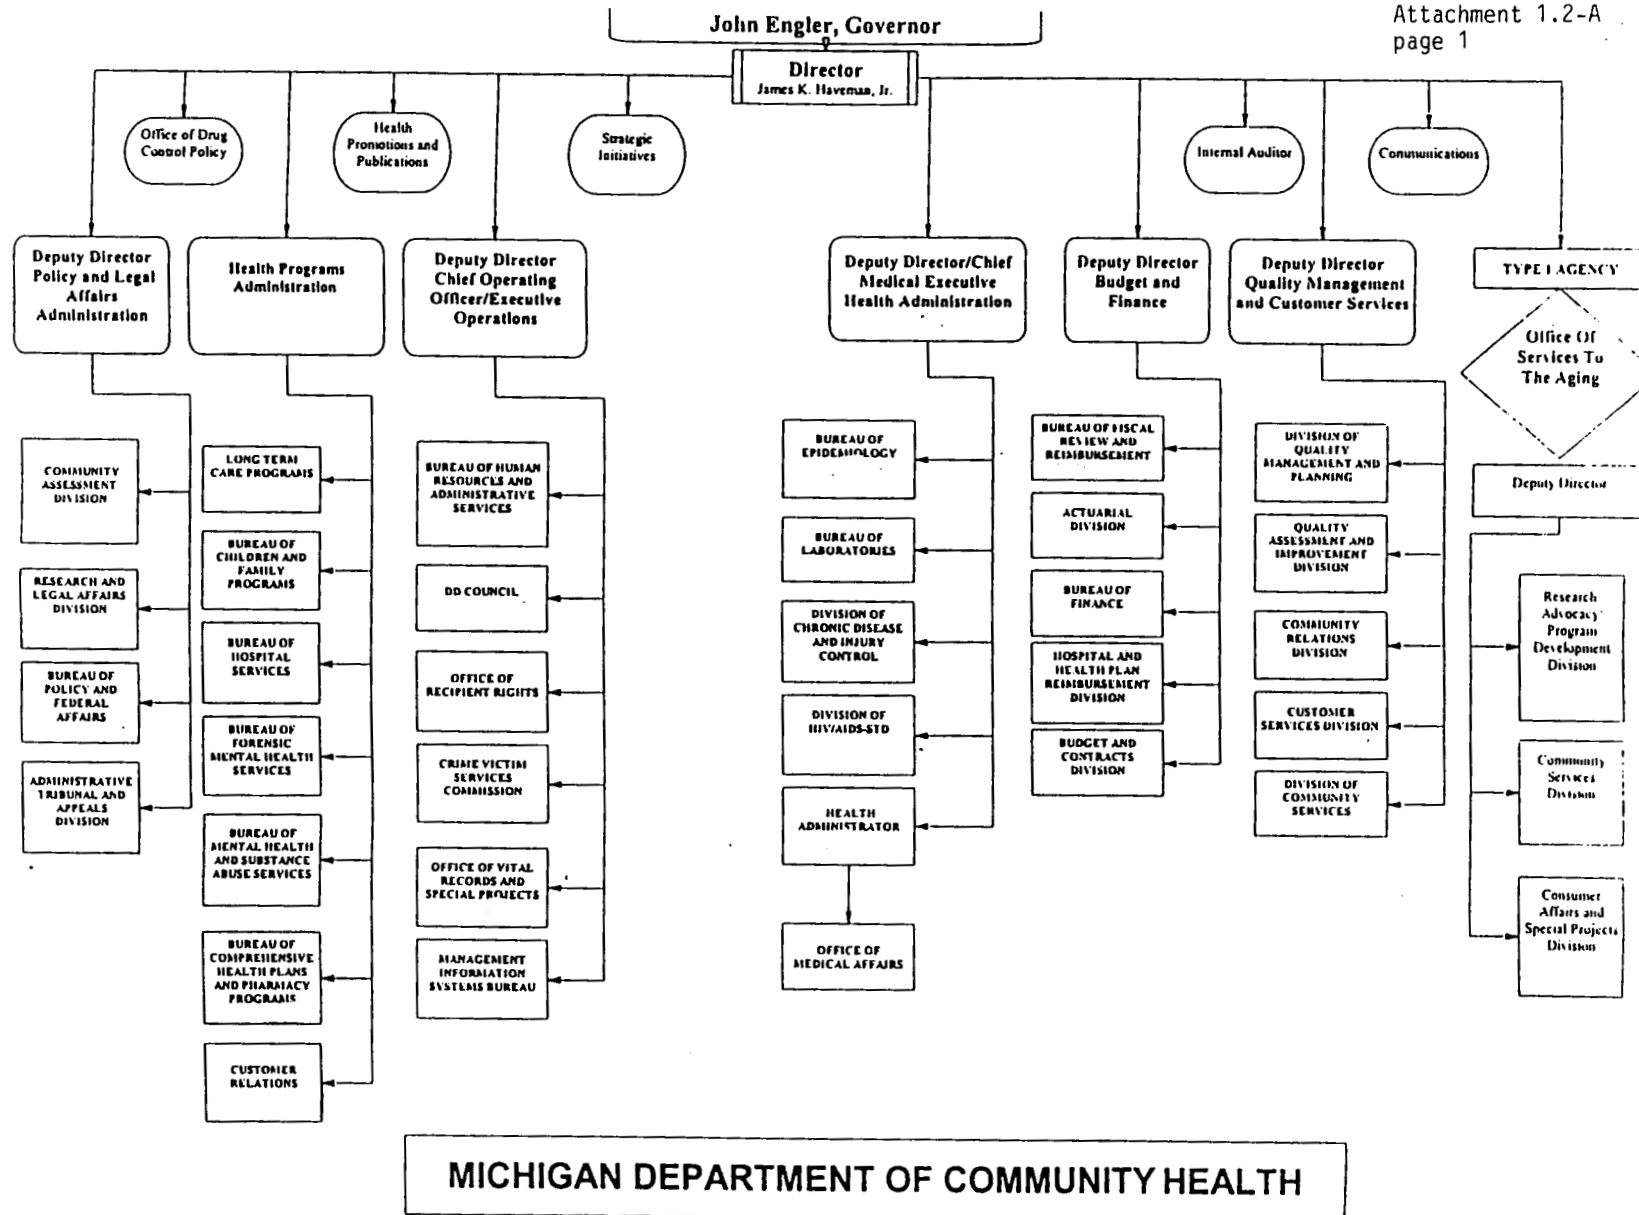 Attachment 1.2-A
page 1
John Engler, Governor
Director
James K. Haveman, Jr.
Office of Drug
Control Policy
Health
Promotions and
Publications
Strategic
Initiatives
Internal Auditor
Communications
Deputy Director
Policy and Legal
Affairs
Administration
Health Programs
Administration
Deputy Director
Chief Operating
Officer/Executive
Operations
Deputy Director/Chief
Medical Executive
Health Administration
Deputy Director
Budget and
Finance
Deputy Director
Quality Management
and Customer Services
TYPE I AGENCY
Office Of
Services To
The Aging
Deputy Director
COMMUNITY
ASSESSMENT
DIVISION
RESEARCH AND
LEGAL AFFAIRS
DIVISION
BUREAU OF
POLICY AND
FEDERAL
AFFAIRS
ADMINISTRATIVE
TRIBUNAL AND
APPEALS
DIVISION
LONG TERM
CARE PROGRAMS
BUREAU OF
CHILDREN AND
FAMILY
PROGRAMS
BUREAU OF
HOSPITAL
SERVICES
BUREAU OF
FORENSIC
MENTAL HEALTH
SERVICES
BUREAU OF
MENTAL HEALTH
AND SUBSTANCE
ABUSE SERVICES
BUREAU OF
COMPREHENSIVE
HEALTH PLANS
AND PHARMACY
PROGRAMS
CUSTOMER
RELATIONS
BUREAU OF HUMAN
RESOURCES AND
ADMINISTRATIVE
SERVICES
DD COUNCIL
OFFICE OF
RECIPIENT RIGHTS
CRIME VICTIM
SERVICES
COMMISSION
OFFICE OF VITAL
RECORDS AND
SPECIAL PROJECTS
MANAGEMENT
INFORMATION
SYSTEMS BUREAU
BUREAU OF
EPIDEMIOLOGY
BUREAU OF
LABORATORIES
DIVISION OF
CHRONIC DISEASE
AND INJURY
CONTROL
DIVISION OF
HIV/AIDS-STD
HEALTH
ADMINISTRATOR
OFFICE OF
MEDICAL AFFAIRS
BUREAU OF FISCAL
REVIEW AND
REIMBURSEMENT
ACTUARIAL
DIVISION
BUREAU OF
FINANCE
HOSPITAL AND
HEALTH PLAN
REIMBURSEMENT
DIVISION
BUDGET AND
CONTRACTS
DIVISION
DIVISION OF
QUALITY
MANAGEMENT AND
PLANNING
QUALITY
ASSESSMENT AND
IMPROVEMENT
DIVISION
COMMUNITY
RELATIONS
DIVISION
CUSTOMER
SERVICES DIVISION
DIVISION OF
COMMUNITY
SERVICES
Research
Advocacy
Program
Development
Division
Community
Services
Division
Consumer
Affairs and
Special Projects
Division
MICHIGAN DEPARTMENT OF COMMUNITY HEALTH